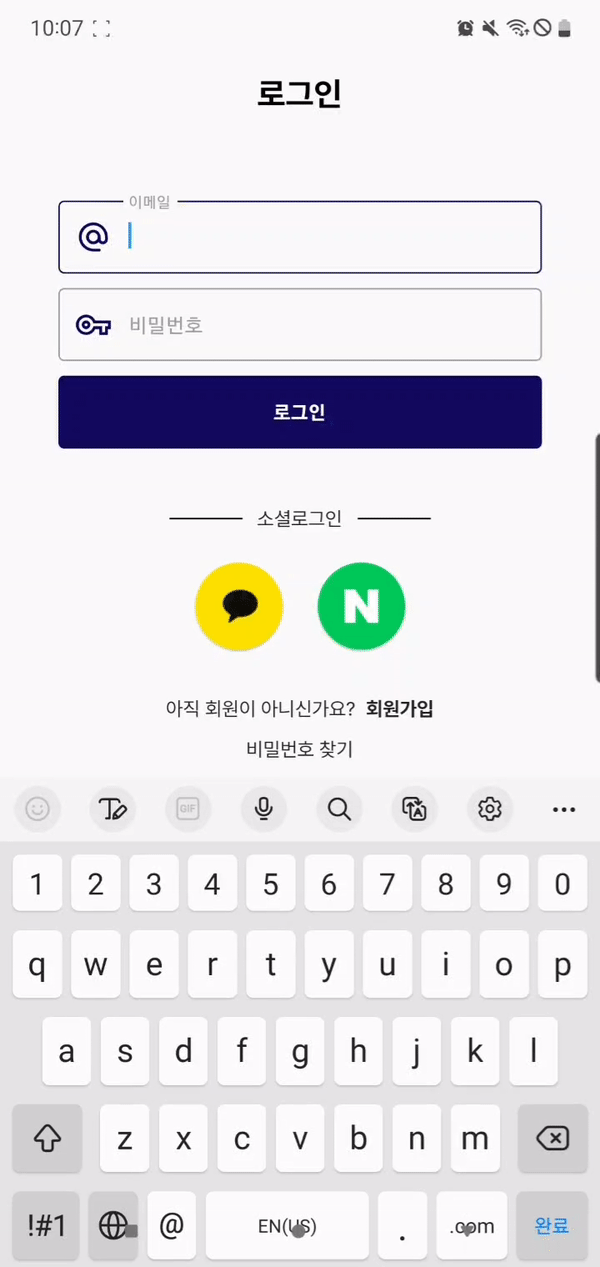 10:07
로그인
이메일
@
비밀번호
로그인
소셜로그인
N
아직 회원이 아니신가요? 회원가입
비밀번호 찾기
GIF
1 2 3 4 5 6 7 8 9 0
q w e r t y u i o p
a s d f g h j k l
z x c v b n m
!#1 @ EN(US) . .com 완료